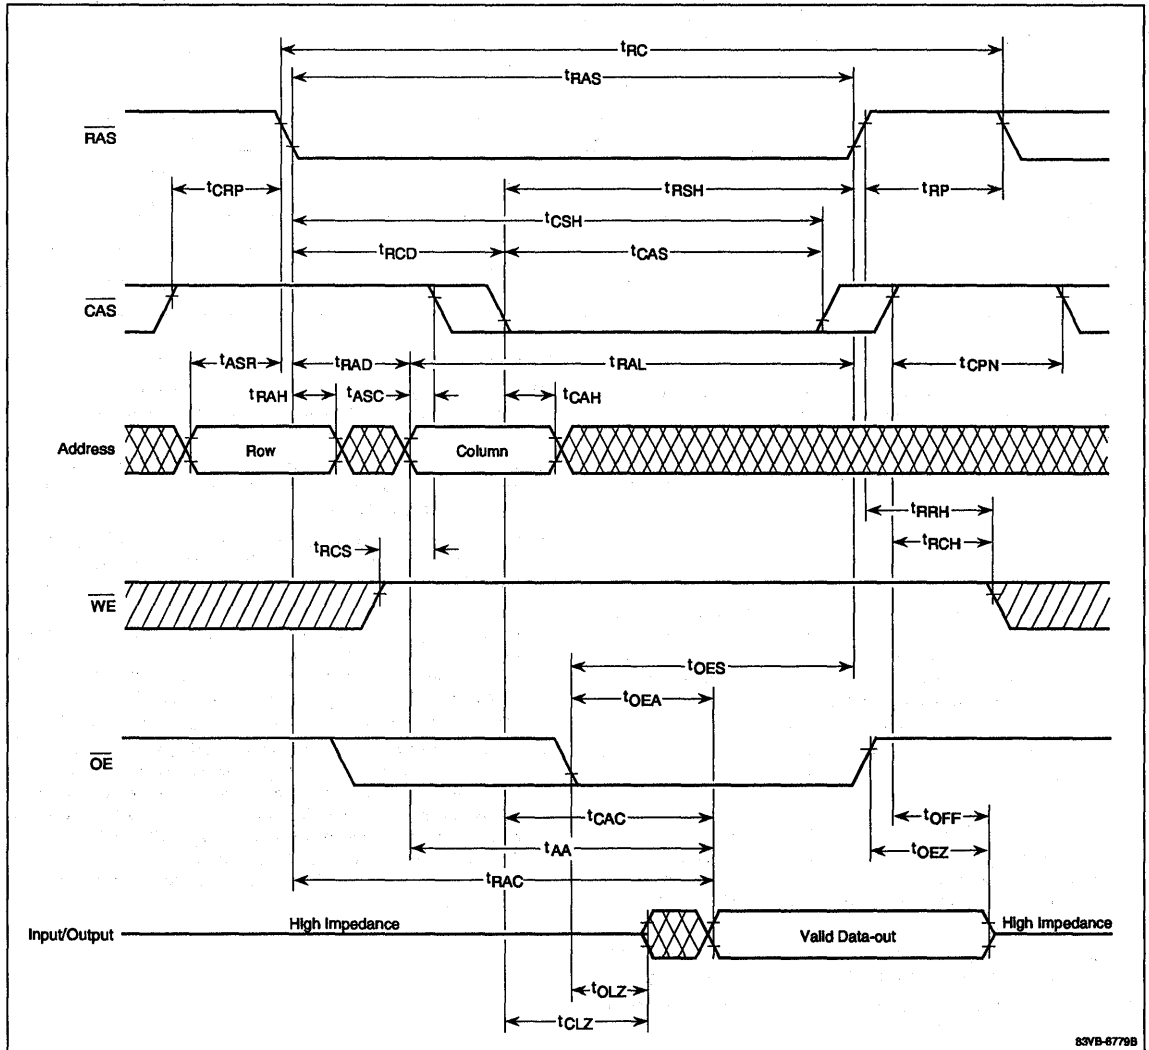 tRC
tRAS
RAS
tCRP
tRSH
tRP
tCSH
tRCD
tCAS
CAS
tASR
tRAD
tRAL
tCPN
tRAH
tASC
tCAH
Address
Row
Column
tRRH
tRCS
tRCH
WE
tOES
tOEA
OE
tCAC
tOFF
tAA
tOEZ
tRAC
High Impedance
Input/Output
Valid Data-out
High Impedance
tOLZ
tCLZ
83VB-6779B